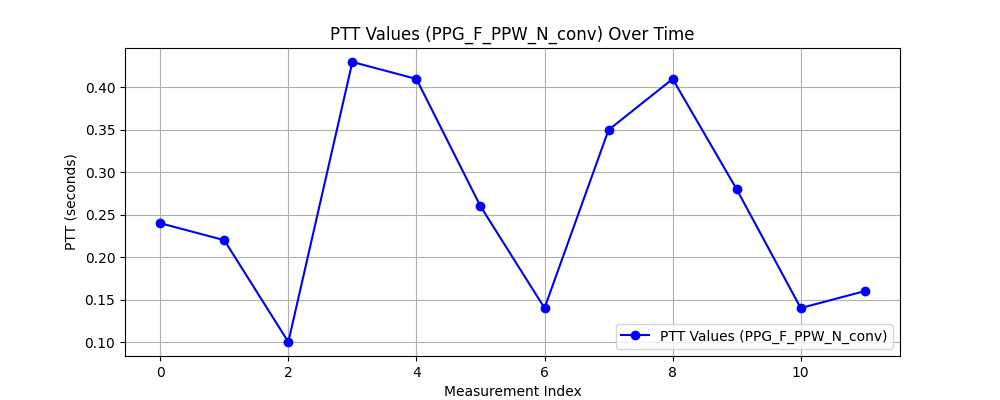 PTT Values (PPG_F_PPW_N_conv) Over Time
PTT (seconds)
0.40
0.35
0.30
0.25
0.20
0.15
0.10
PTT Values (PPG_F_PPW_N_conv)
0 2 4 6 8 10
Measurement Index